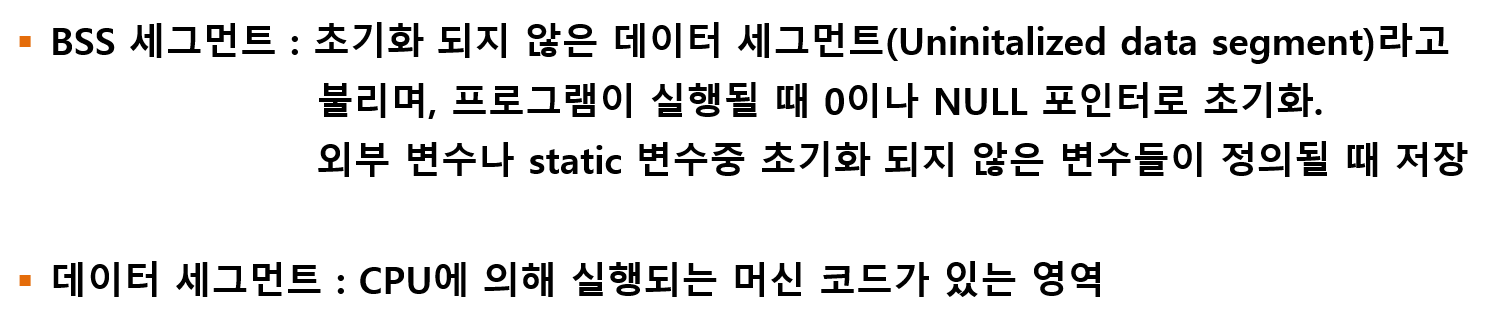 ▪ BSS 세그먼트 : 초기화 되지 않은 데이터 세그먼트(Uninitalized data segment)라고
불리며, 프로그램이 실행될 때 0이나 NULL 포인터로 초기화.
외부 변수나 static 변수중 초기화 되지 않은 변수들이 정의될 때 저장
▪ 데이터 세그먼트 : CPU에 의해 실행되는 머신 코드가 있는 영역